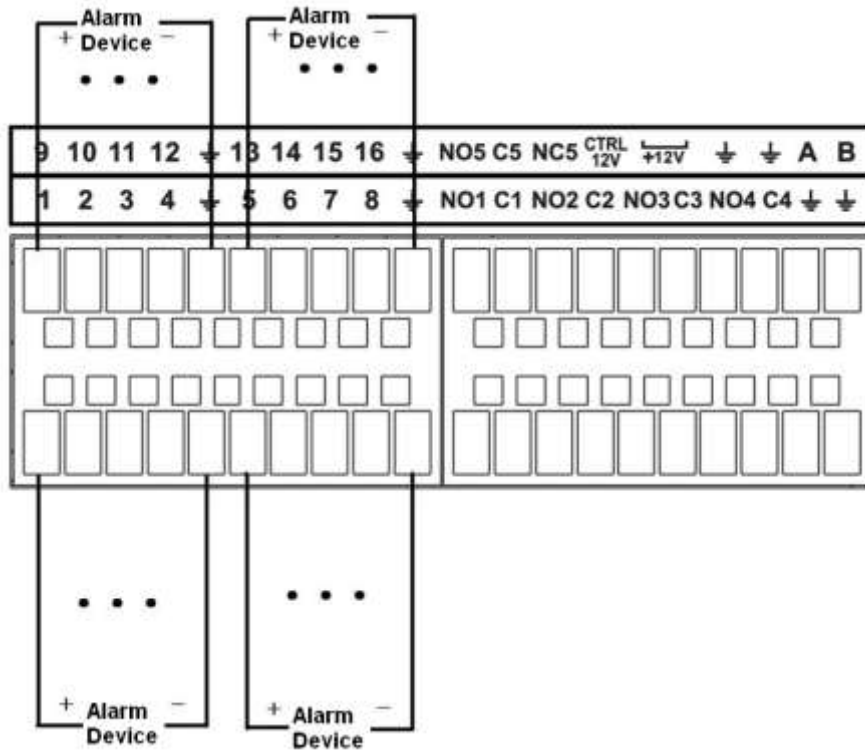 Alarm
+ Device −
Alarm
+ Device −
9 10 11 12 ⏚ 13 14 15 16 ⏚ NO5 C5 NC5 CTRL 12V +12V ⏚ ⏚ A B
1 2 3 4 ⏚ 5 6 7 8 ⏚ NO1 C1 NO2 C2 NO3 C3 NO4 C4 ⏚ ⏚
+ Alarm −
Device
+ Alarm −
Device